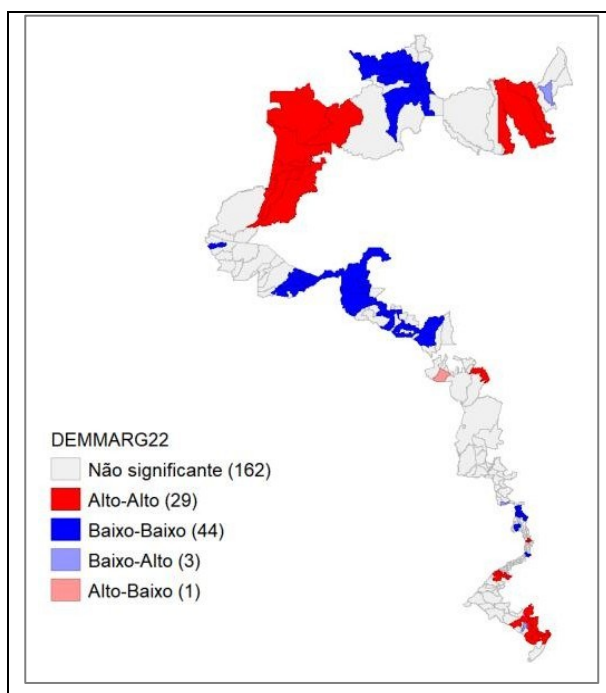 DEMMARG22
Não significante (162)
Alto-Alto (29)
Baixo-Baixo (44)
Baixo-Alto (3)
Alto-Baixo (1)